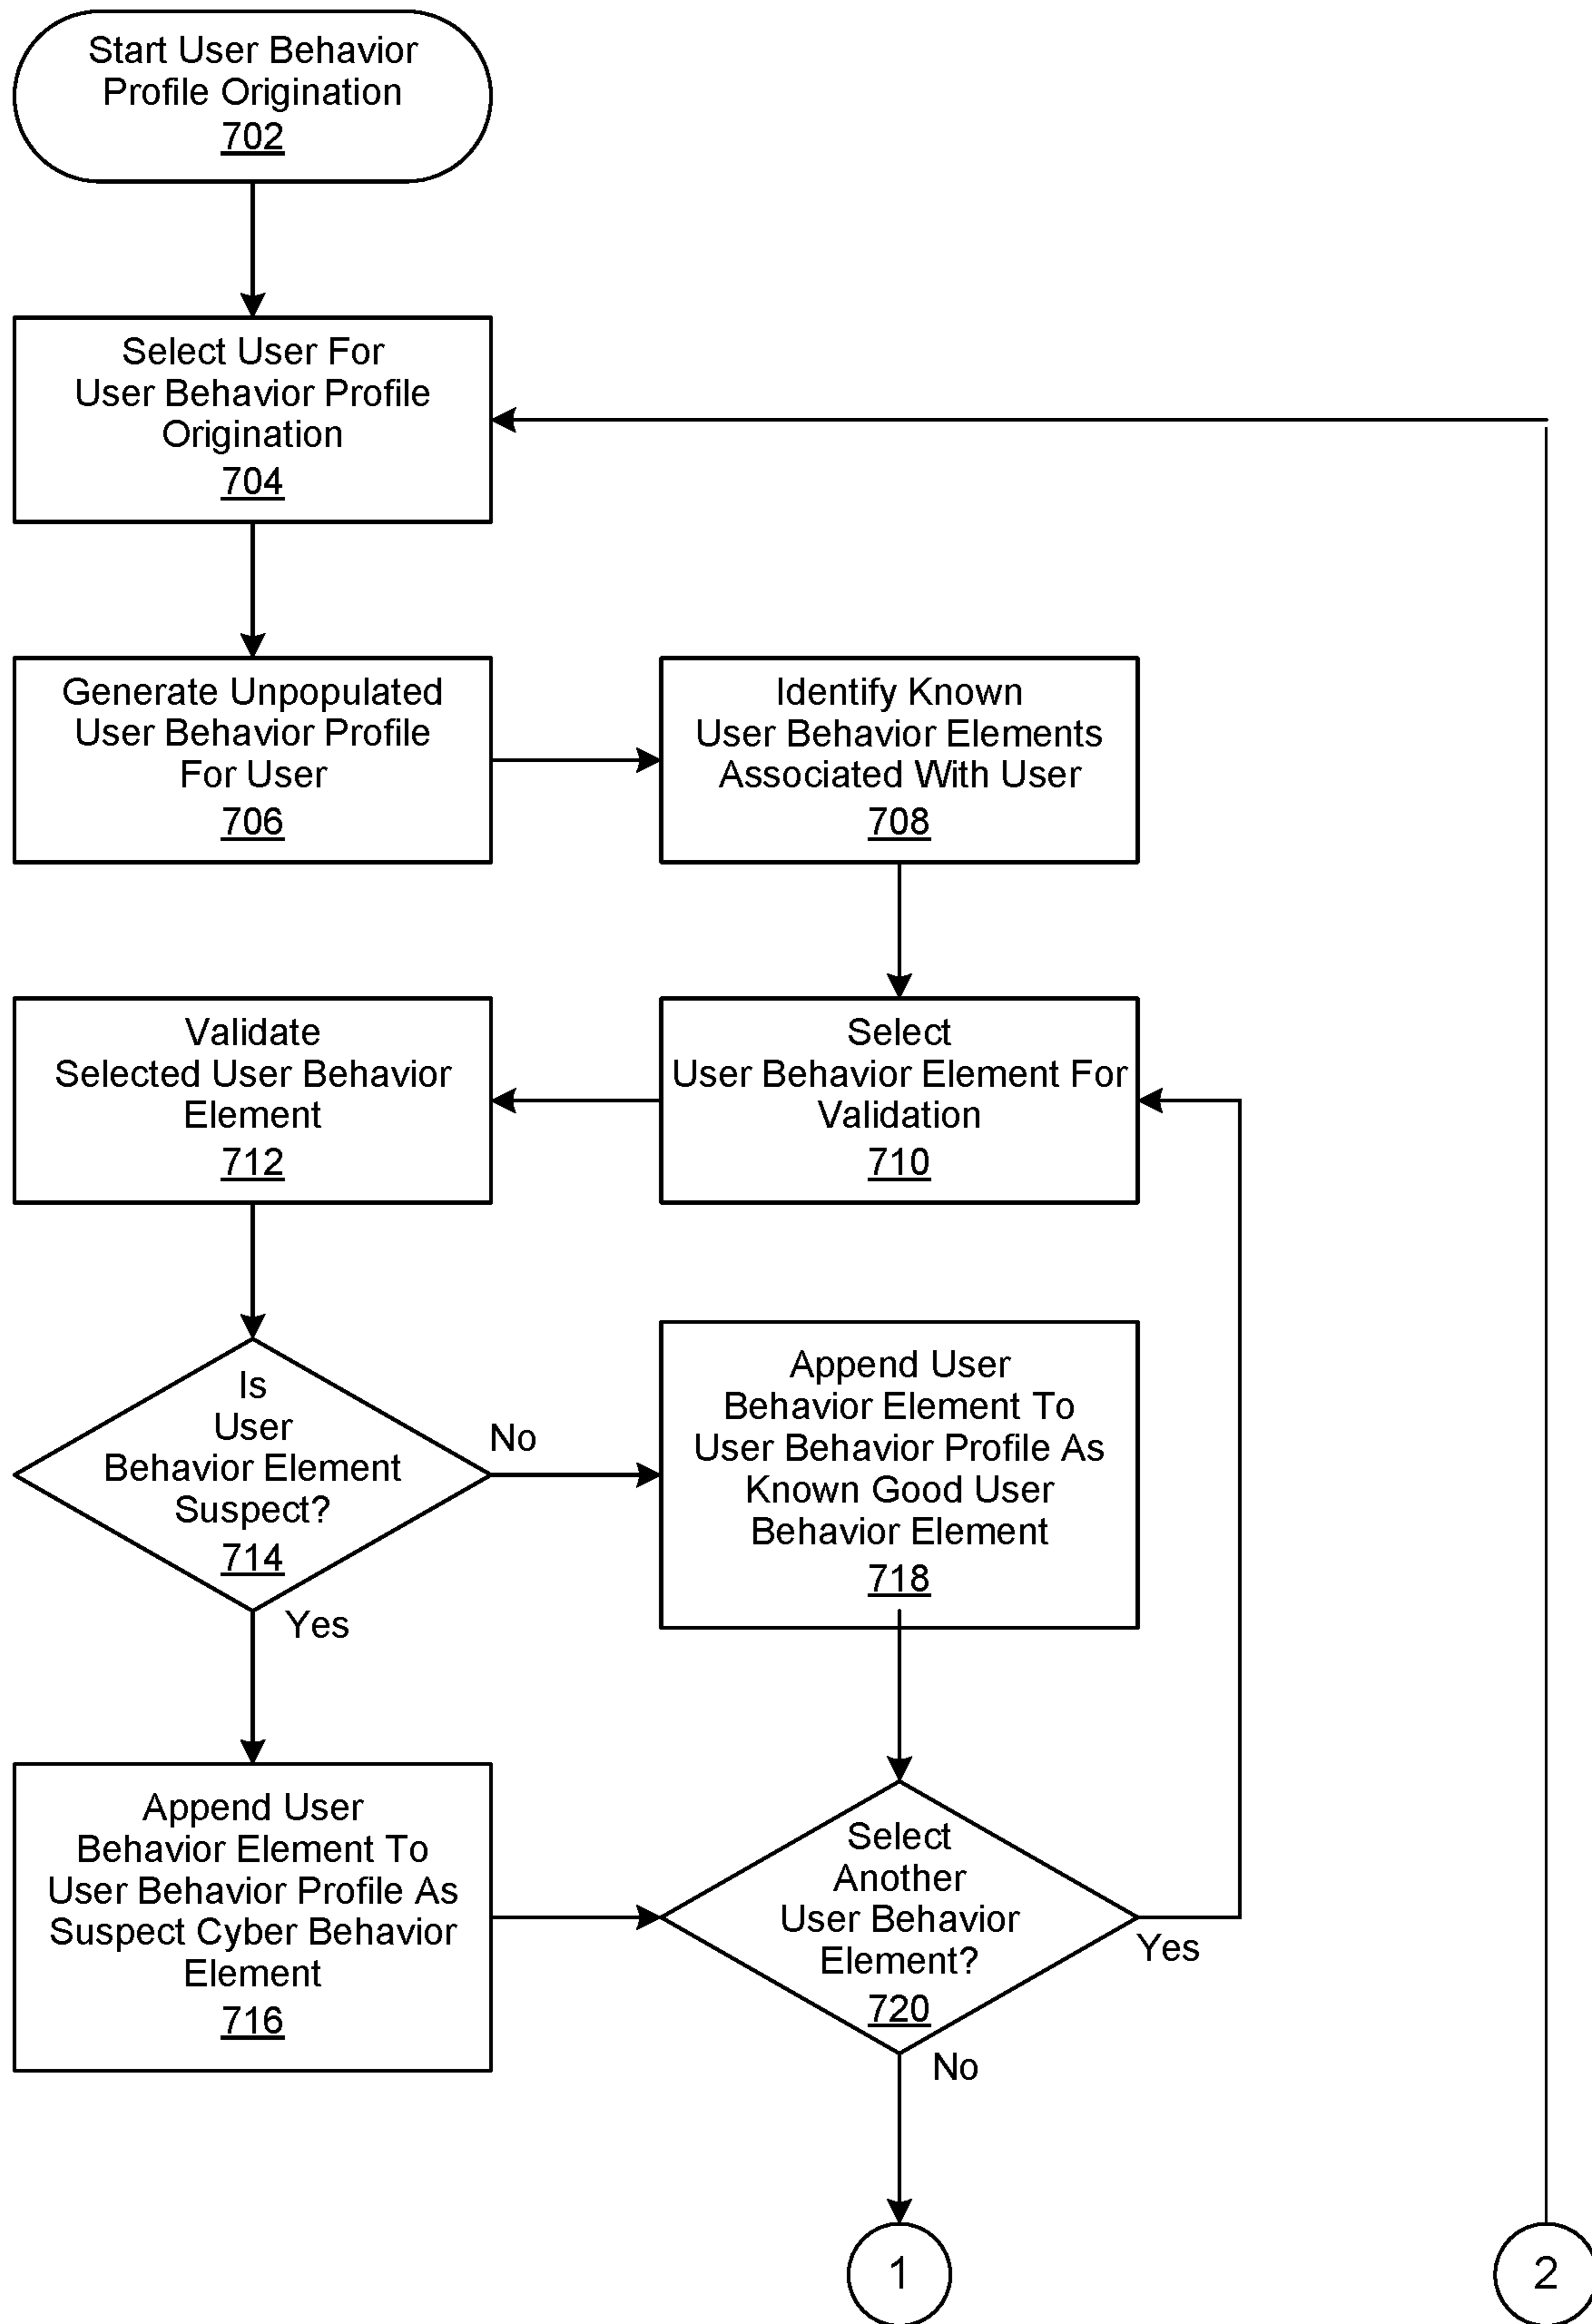 Start User Behavior
Profile Origination
702
Select User For
User Behavior Profile
Origination
704
Generate Unpopulated
User Behavior Profile
For User
706
Identify Known
User Behavior Elements
Associated With User
708
Select
User Behavior Element For
Validation
710
Validate
Selected User Behavior
Element
712
Is
User
Behavior Element
Suspect?
714
No
Yes
Append User
Behavior Element To
User Behavior Profile As
Known Good User
Behavior Element
718
Append User
Behavior Element To
User Behavior Profile As
Suspect Cyber Behavior
Element
716
Select
Another
User Behavior
Element?
720
Yes
No
1
2